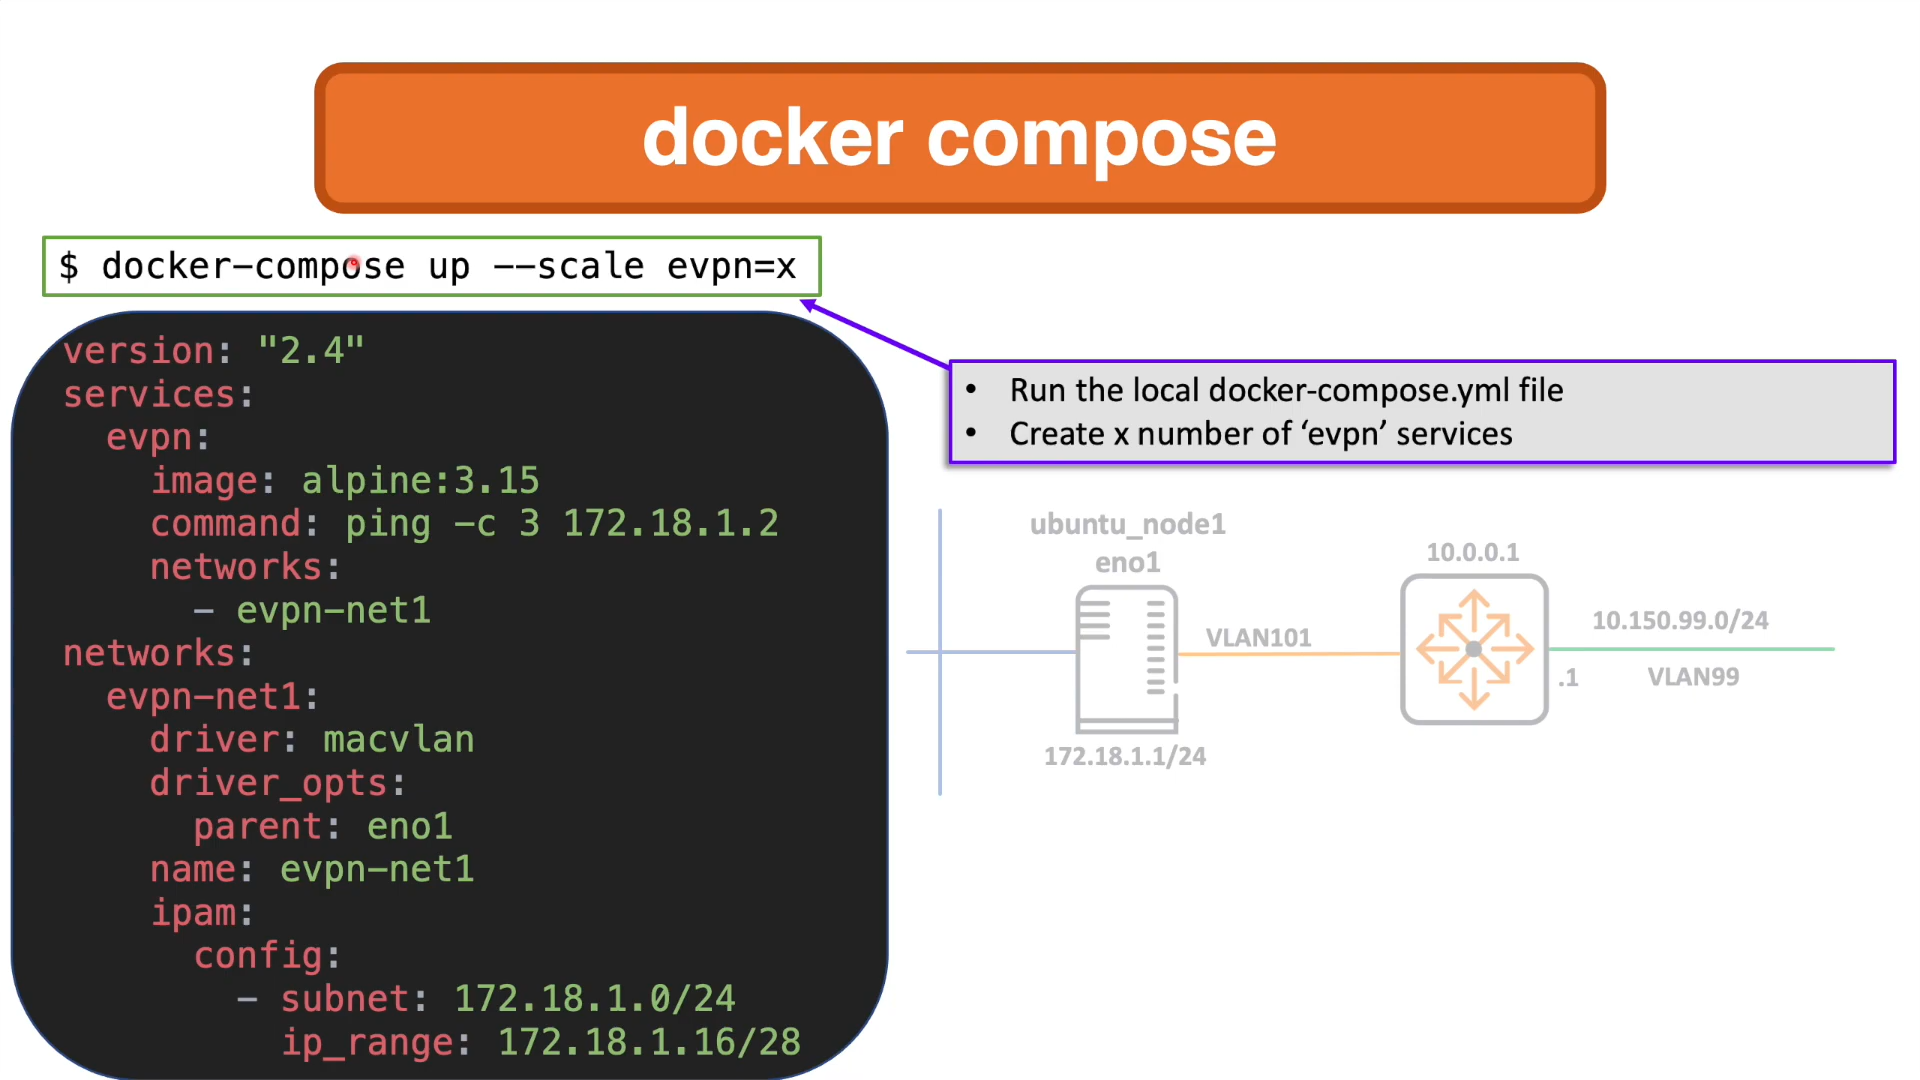 docker compose
$ docker-compose up --scale evpn=x
version: "2.4"
services:
  evpn:
    image: alpine:3.15
    command: ping -c 3 172.18.1.2
    networks:
      - evpn-net1
networks:
  evpn-net1:
    driver: macvlan
    driver_opts:
      parent: eno1
    name: evpn-net1
    ipam:
      config:
        - subnet: 172.18.1.0/24
          ip_range: 172.18.1.16/28
• Run the local docker-compose.yml file
• Create x number of ‘evpn’ services
ubuntu_node1
eno1
172.18.1.1/24
VLAN101
10.0.0.1
.1
10.150.99.0/24
VLAN99